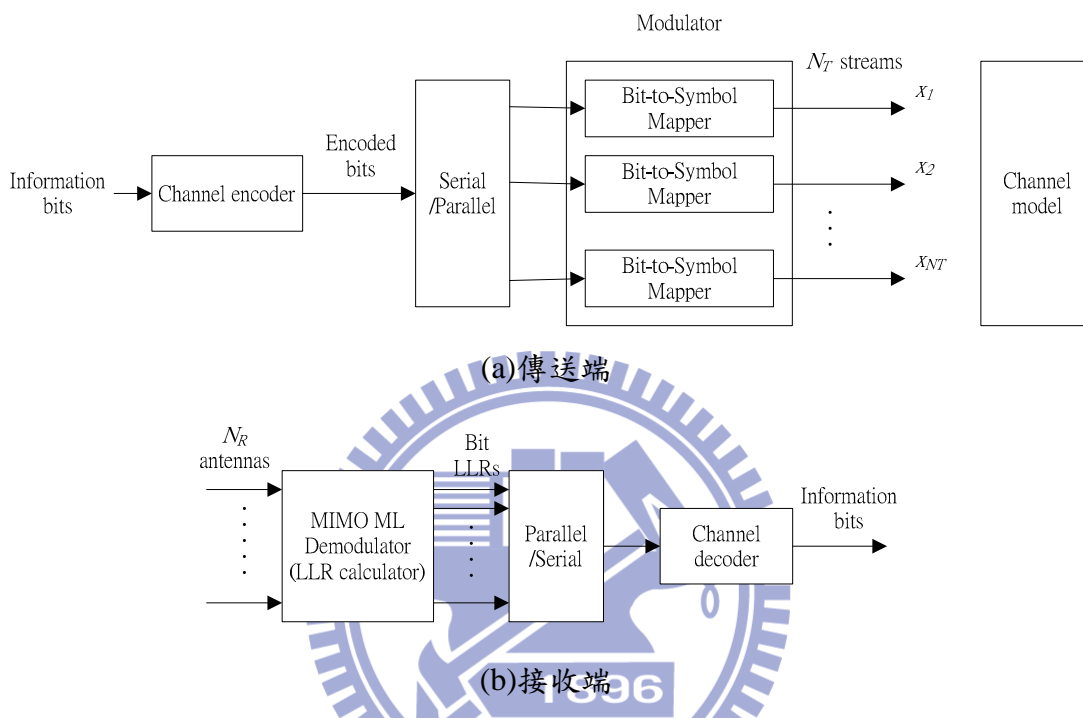 Modulator
N_T streams
Bit-to-Symbol
Mapper
x_1
Encoded
bits
Information
bits
Channel encoder
Serial
/Parallel
Bit-to-Symbol
Mapper
x_2
Channel
model
Bit-to-Symbol
Mapper
x_NT
(a)傳送端
N_R
antennas
Bit
LLRs
MIMO ML
Demodulator
(LLR calculator)
Parallel
/Serial
Channel
decoder
Information
bits
(b)接收端
1896